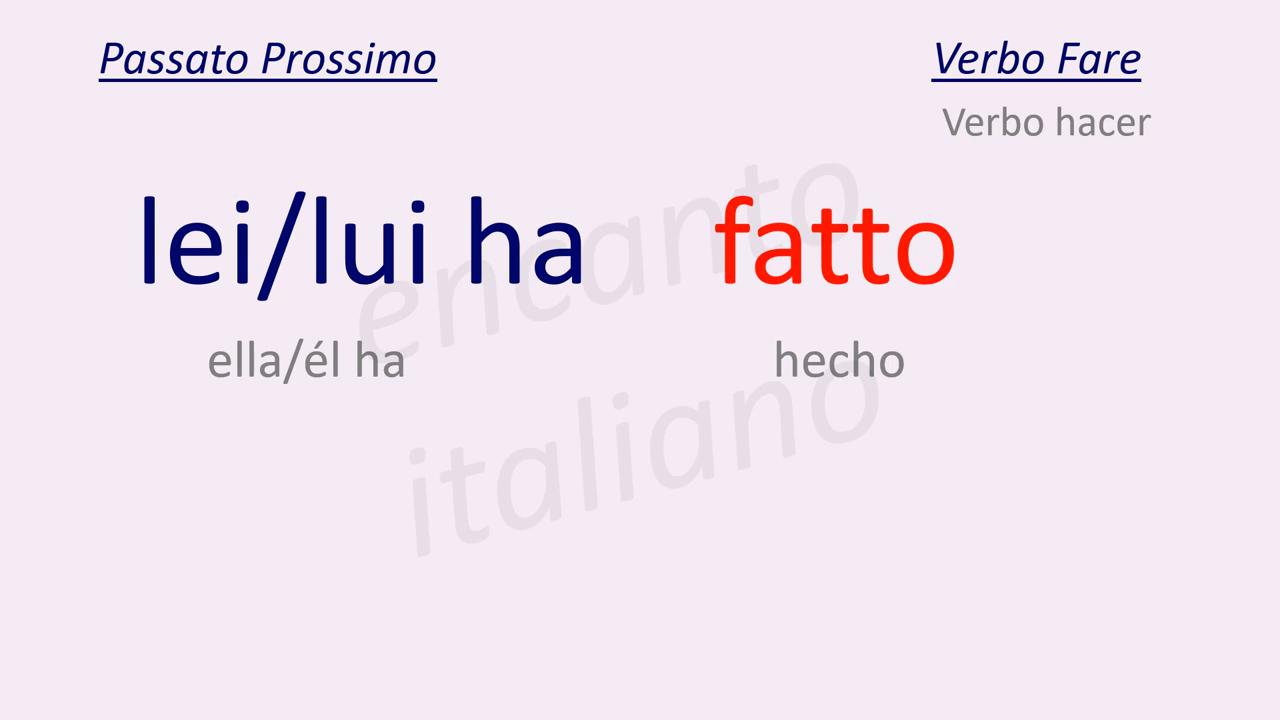 Passato Prossimo
Verbo Fare
Verbo hacer
lei/lui ha fatto
ella/él ha hecho
encanto
italiano